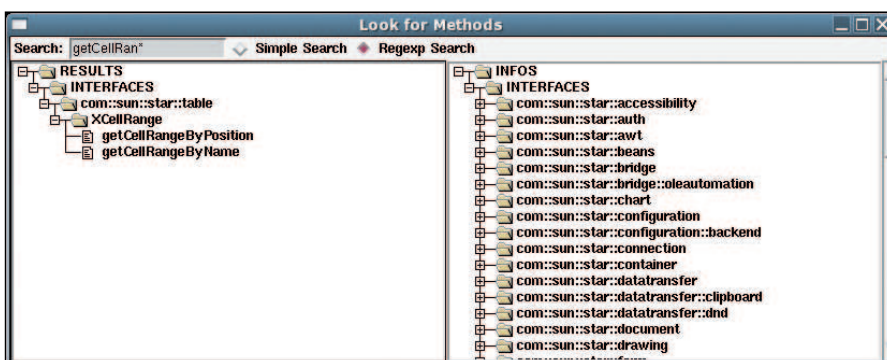 Look for Methods
Search: getCellRan* Simple Search Regexp Search
RESULTS
INTERFACES
com::sun::star::table
XCellRange
getCellRangeByPosition
getCellRangeByName
INFOS
INTERFACES
com::sun::star::accessibility
com::sun::star::auth
com::sun::star::awt
com::sun::star::beans
com::sun::star::bridge
com::sun::star::bridge::oleautomation
com::sun::star::chart
com::sun::star::configuration
com::sun::star::configuration::backend
com::sun::star::connection
com::sun::star::container
com::sun::star::datatransfer
com::sun::star::datatransfer::clipboard
com::sun::star::datatransfer::dnd
com::sun::star::document
com::sun::star::drawing